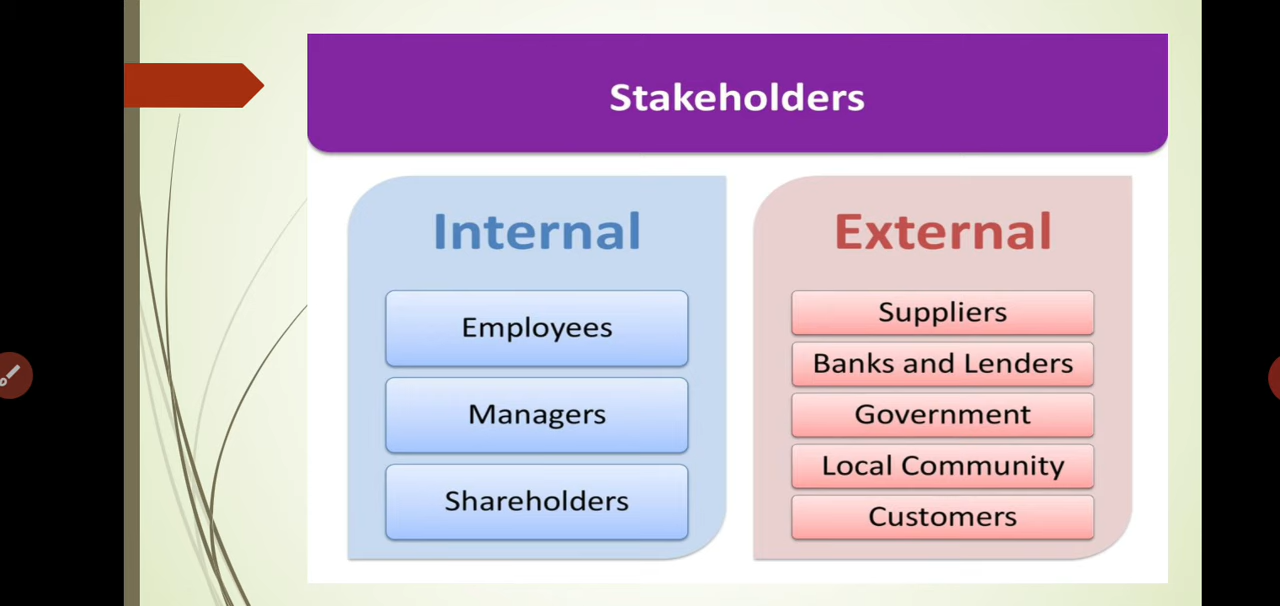 Stakeholders
Internal
Employees
Managers
Shareholders
External
Suppliers
Banks and Lenders
Government
Local Community
Customers